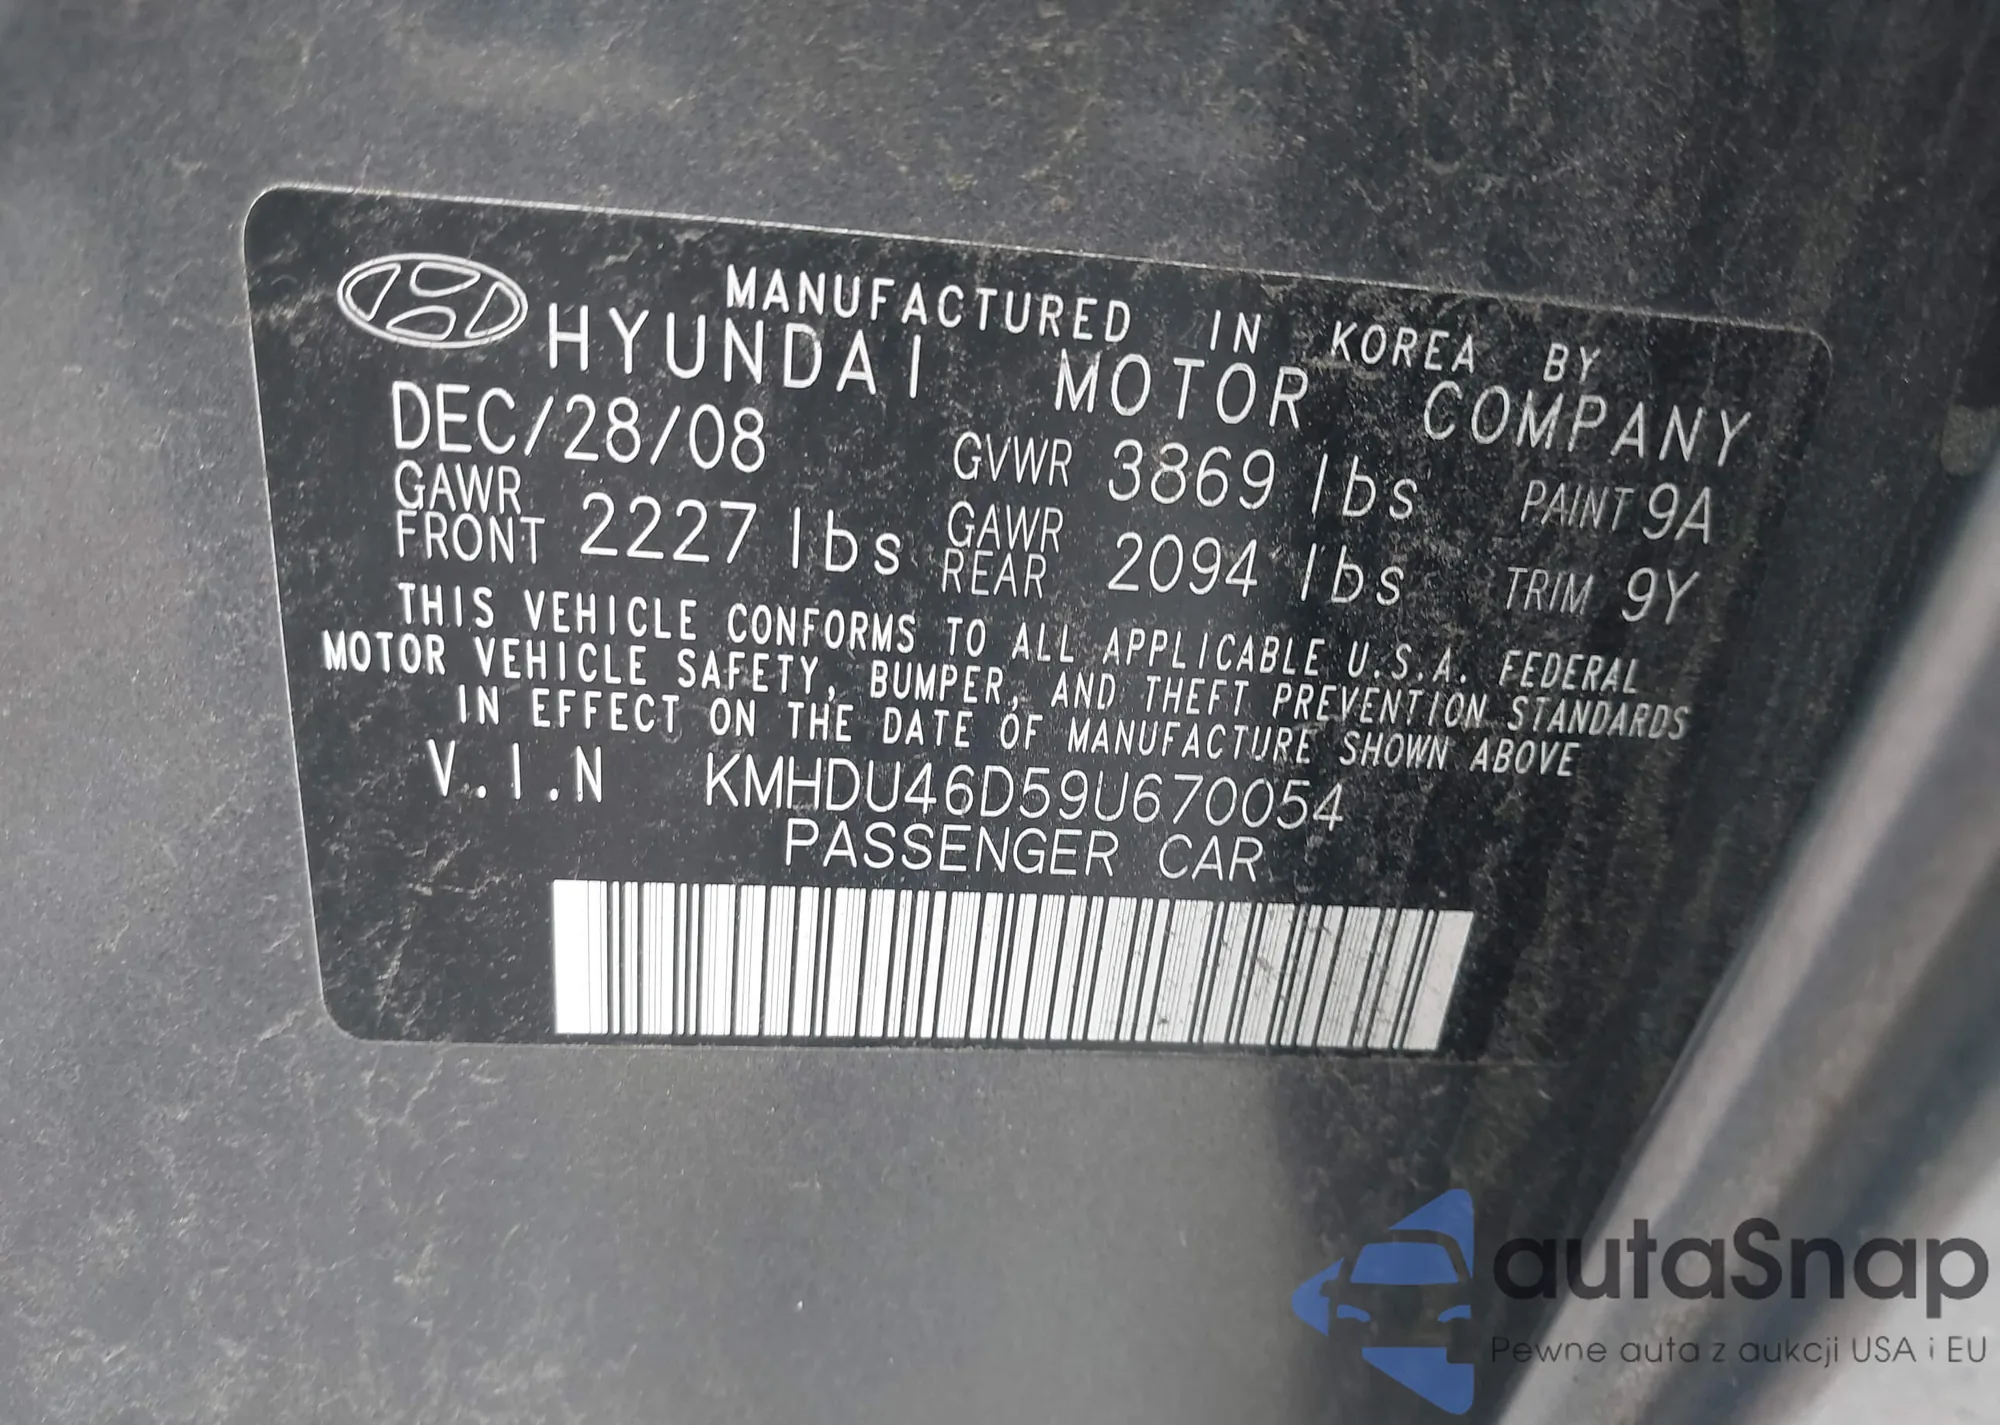 MANUFACTURED IN KOREA BY
HYUNDAI MOTOR COMPANY
DEC/28/08 GVWR 3869 lbs PAINT 9A
GAWR FRONT 2227 lbs GAWR REAR 2094 lbs TRIM 9Y
THIS VEHICLE CONFORMS TO ALL APPLICABLE U.S.A. FEDERAL
MOTOR VEHICLE SAFETY, BUMPER, AND THEFT PREVENTION STANDARDS
IN EFFECT ON THE DATE OF MANUFACTURE SHOWN ABOVE
V.I.N KMHDU46D59U670054
PASSENGER CAR
autaSnap
Pewne auta z aukcji USA i EU